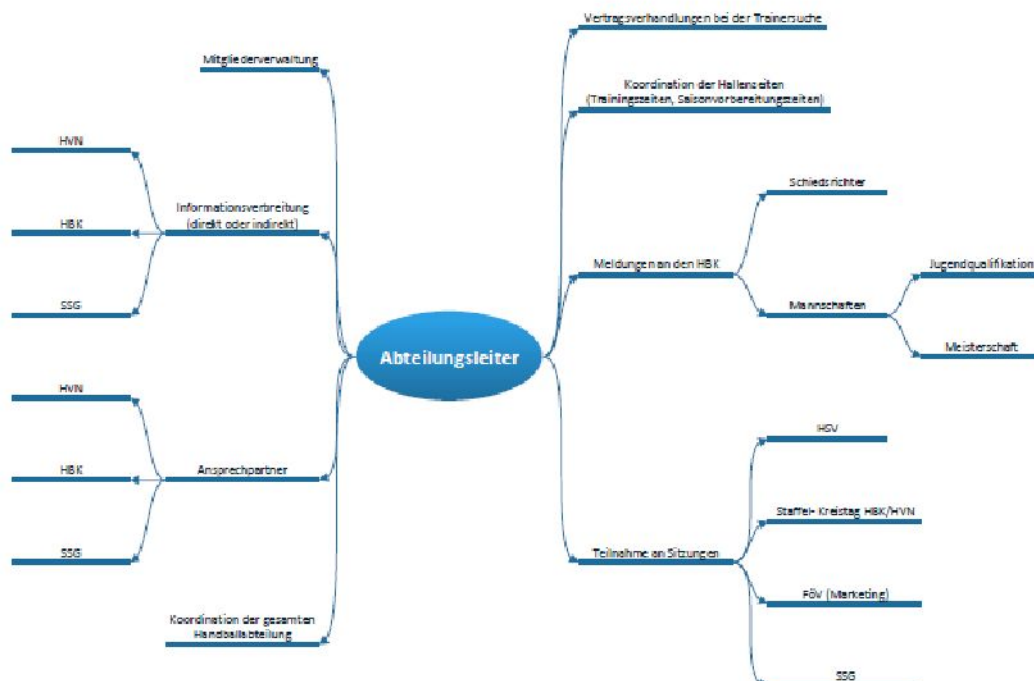 Vertragsverhandlungen bei der Trainersuche
Mitgliederverwaltung
Koordination der Hallenzeiten
(Trainingszeiten, Saisonvorbereitungszeiten)
HVN
HBK
SSG
Informationsverbreitung
(direkt oder indirekt)
Schiedsrichter
Meldungen an den HBK
Jugendqualifikation
Mannschaften
Meisterschaft
Abteilungsleiter
HVN
HBK
SSG
Ansprechpartner
HSV
Staffel- Kreistag HBK/HVN
Teilnahme an Sitzungen
FöV (Marketing)
SSG
Koordination der gesamten
Handballabteilung